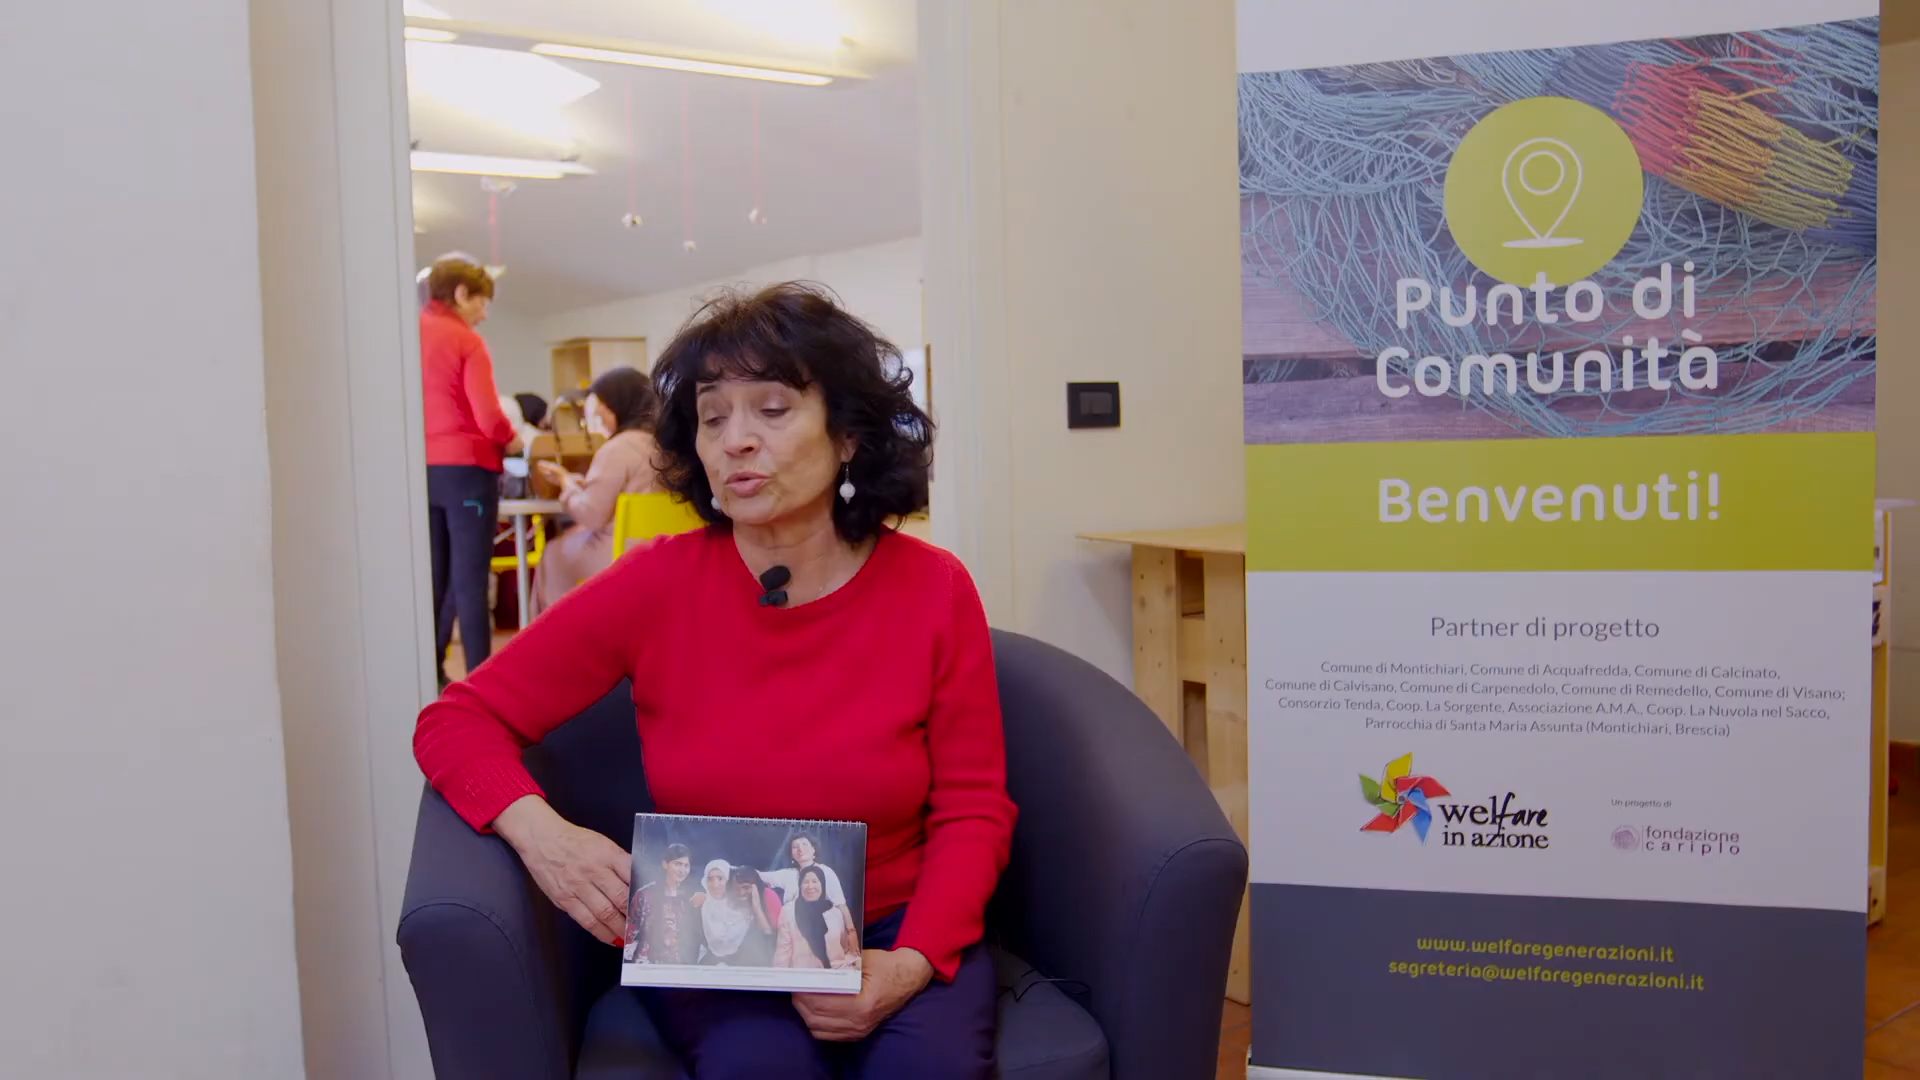 Punto di
Comunità
Benvenuti!
Partner di progetto
Comune di Montichiari, Comune di Acquafredda, Comune di Calcinato,
Comune di Calvisano, Comune di Carpenedolo, Comune di Remedello, Comune di Visano;
Consorzio Tenda, Coop. La Sorgente, Associazione A.M.A., Coop. La Nuvola nel Sacco,
Parrocchia di Santa Maria Assunta (Montichiari, Brescia)
welfare
in azione
Un progetto di
fondazione
cariplo
www.welfaregenerazioni.it
segreteria@welfaregenerazioni.it